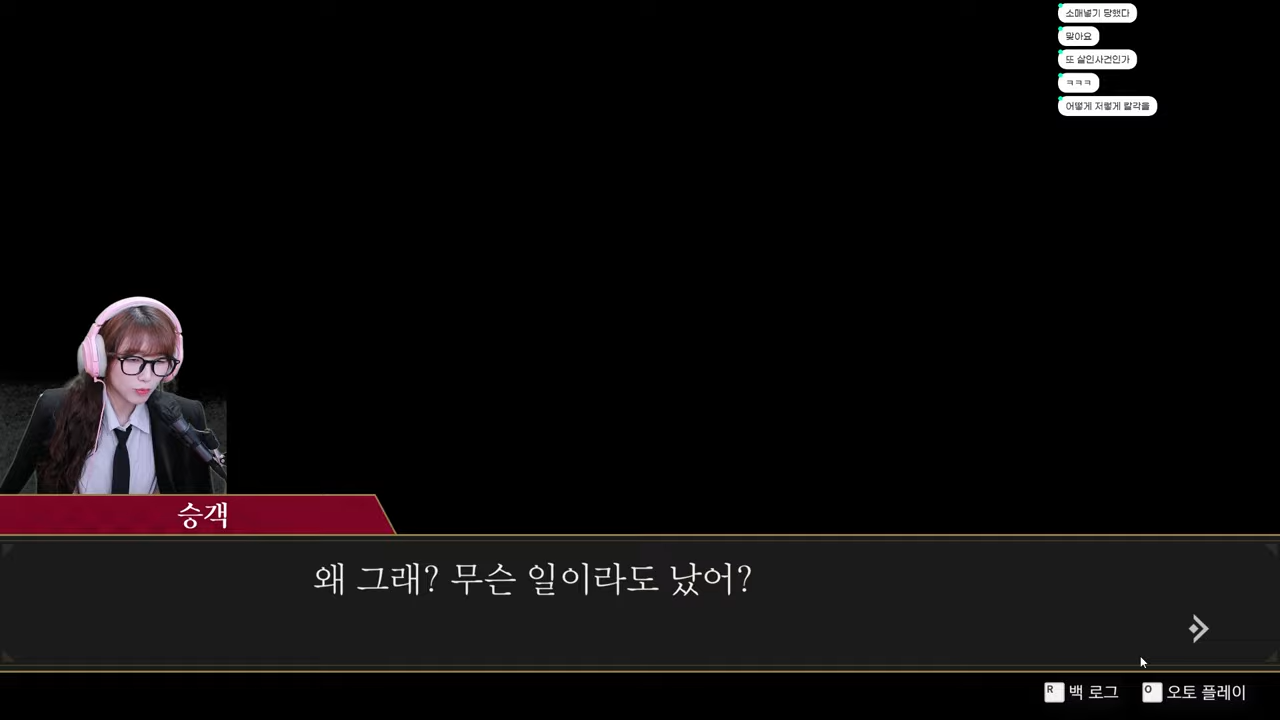 소매넣기 당했다
맞아요
또 살인사건인가
ㅋㅋㅋ
어떻게 저렇게 칼각을
승객
왜 그래? 무슨 일이라도 났어?
R 백 로그
O 오토 플레이